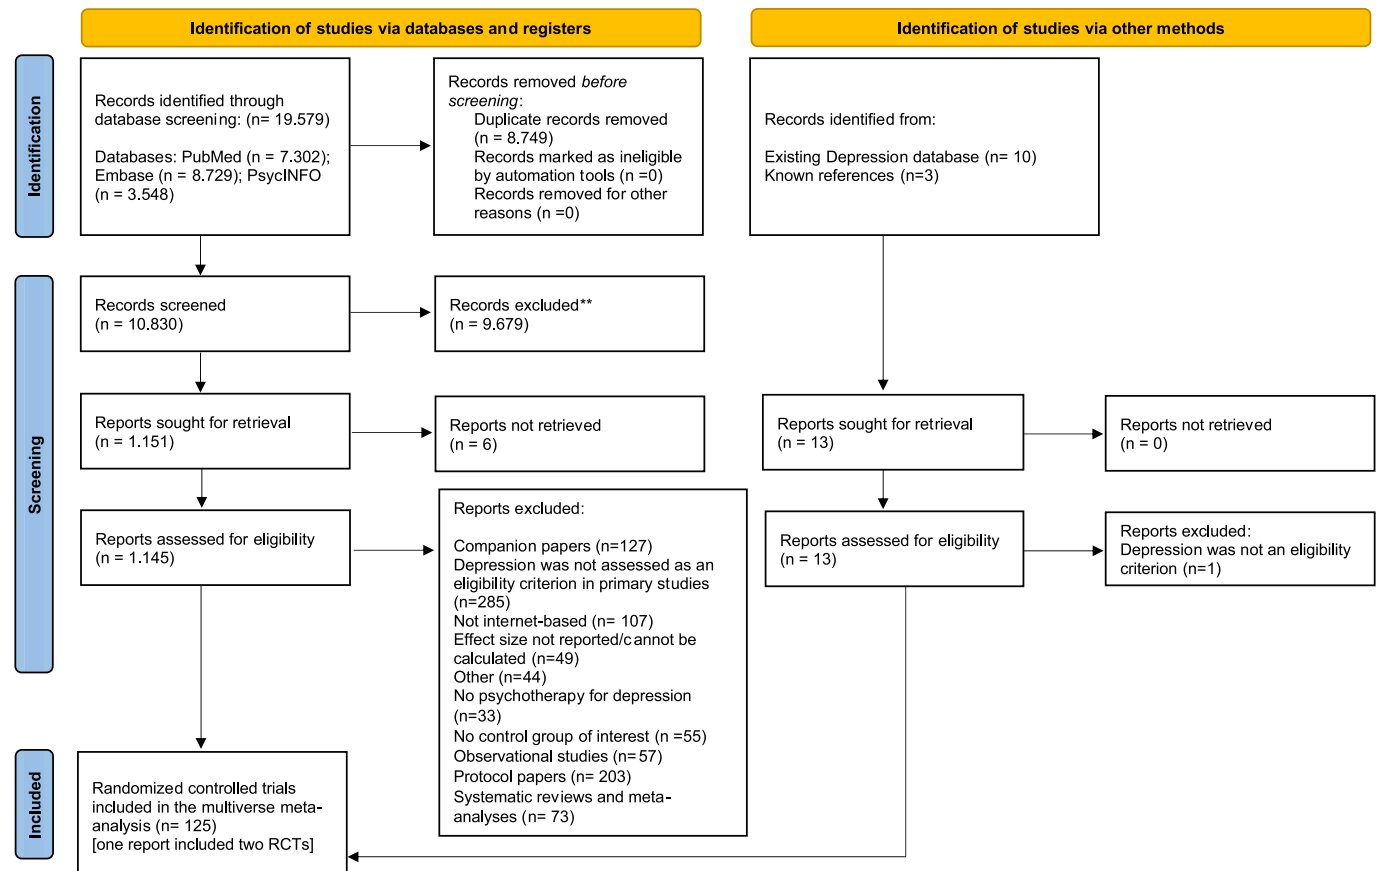 Identification of studies via databases and registers
Identification of studies via other methods
Identification
Records identified through
database screening: (n= 19.579)
Databases: PubMed (n = 7.302);
Embase (n = 8.729); PsycINFO
(n = 3.548)
Records removed before
screening:
Duplicate records removed
(n = 8.749)
Records marked as ineligible
by automation tools (n =0)
Records removed for other
reasons (n =0)
Records identified from:
Existing Depression database (n= 10)
Known references (n=3)
Screening
Records screened
(n = 10.830)
Records excluded**
(n = 9.679)
Reports sought for retrieval
(n = 1.151)
Reports not retrieved
(n = 6)
Reports sought for retrieval
(n = 13)
Reports not retrieved
(n = 0)
Reports assessed for eligibility
(n = 1.145)
Reports excluded:
Companion papers (n=127)
Depression was not assessed as an
eligibility criterion in primary studies
(n=285)
Not internet-based (n= 107)
Effect size not reported/cannot be
calculated (n=49)
Other (n=44)
No psychotherapy for depression
(n=33)
No control group of interest (n =55)
Observational studies (n= 57)
Protocol papers (n= 203)
Systematic reviews and meta-
analyses (n= 73)
Reports assessed for eligibility
(n = 13)
Reports excluded:
Depression was not an eligibility
criterion (n=1)
Included
Randomized controlled trials
included in the multiverse meta-
analysis (n= 125)
[one report included two RCTs]